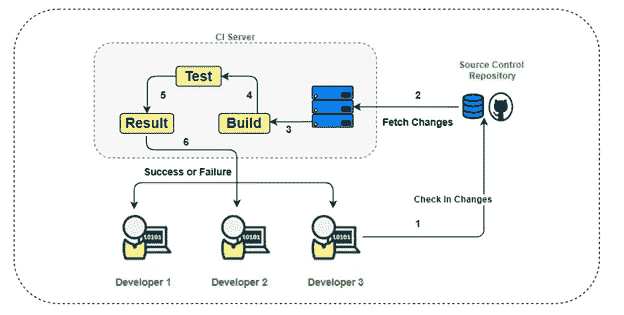 CI Server
Source Control
Repository
Test
5
4
2
Result
Build
3
Fetch Changes
6
Success or Failure
Check In Changes
1
10101
10101
10101
Developer 1
Developer 2
Developer 3